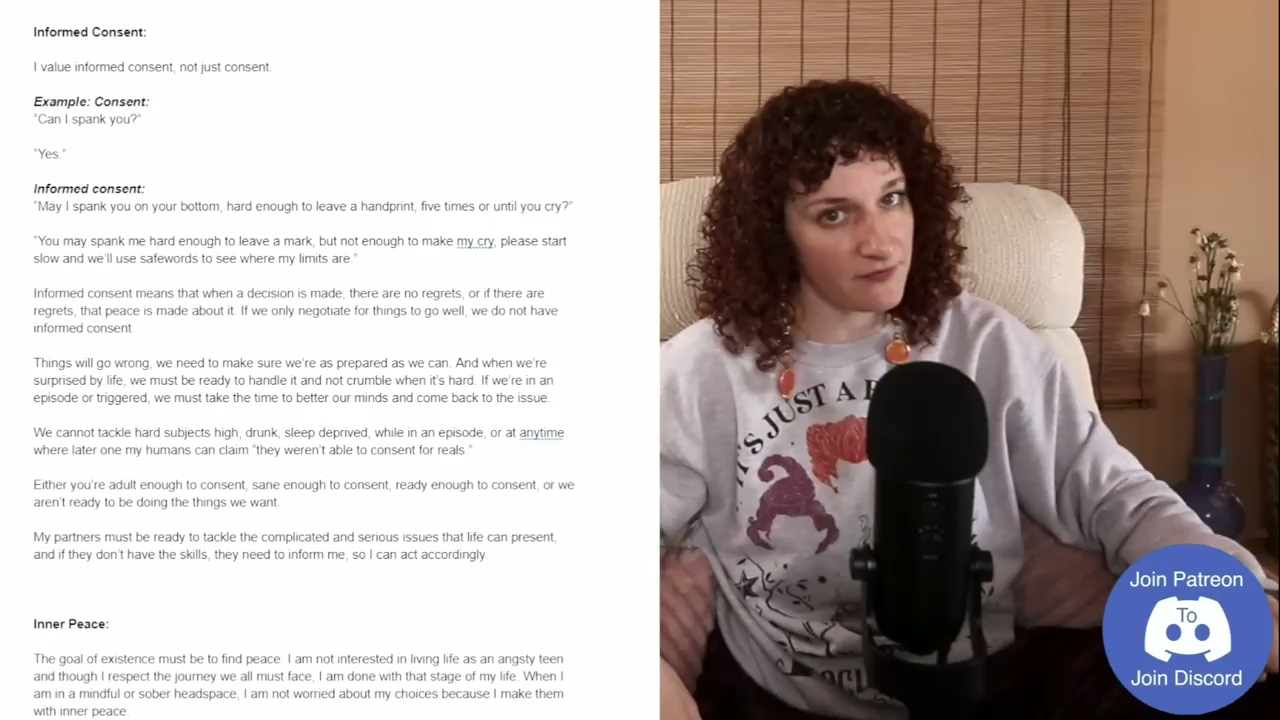 Informed Consent:
I value informed consent, not just consent.
Example: Consent:
"Can I spank you?"
"Yes."
Informed consent:
"May I spank you on your bottom, hard enough to leave a handprint, five times or until you cry?"
"You may spank me hard enough to leave a mark, but not enough to make my cry, please start
slow and we'll use safewords to see where my limits are."
Informed consent means that when a decision is made, there are no regrets, or if there are
regrets, that peace is made about it. If we only negotiate for things to go well, we do not have
informed consent.
Things will go wrong, we need to make sure we're as prepared as we can. And when we're
surprised by life, we must be ready to handle it and not crumble when it's hard. If we're in an
episode or triggered, we must take the time to better our minds and come back to the issue.
We cannot tackle hard subjects high, drunk, sleep deprived, while in an episode, or at anytime
where later one my humans can claim "they weren't able to consent for reals."
Either you're adult enough to consent, sane enough to consent, ready enough to consent, or we
aren't ready to be doing the things we want.
My partners must be ready to tackle the complicated and serious issues that life can present,
and if they don't have the skills, they need to inform me, so I can act accordingly.
Inner Peace:
The goal of existence must be to find peace. I am not interested in living life as an angsty teen
and though I respect the journey we all must face, I am done with that stage of my life. When I
am in a mindful or sober headspace, I am not worried about my choices because I make them
with inner peace.
IT'S JUST A
Join Patreon
To
Join Discord